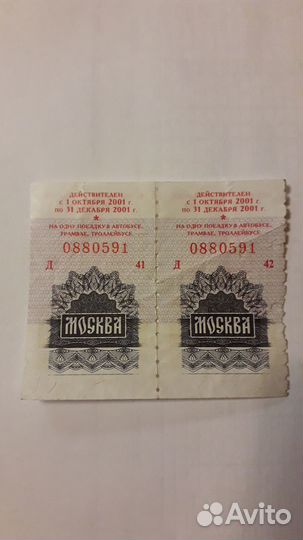 ДЕЙСТВИТЕЛЕН
с 1 ОКТЯБРЯ 2001 г.
по 31 ДЕКАБРЯ 2001 г.
НА ОДНУ ПОЕЗДКУ В АВТОБУСЕ,
ТРАМВАЕ, ТРОЛЛЕЙБУСЕ
0880591
Д 41
МОСКВА
ДЕЙСТВИТЕЛЕН
с 1 ОКТЯБРЯ 2001 г.
по 31 ДЕКАБРЯ 2001 г.
НА ОДНУ ПОЕЗДКУ В АВТОБУСЕ,
ТРАМВАЕ, ТРОЛЛЕЙБУСЕ
0880591
Д 42
МОСКВА
Avito